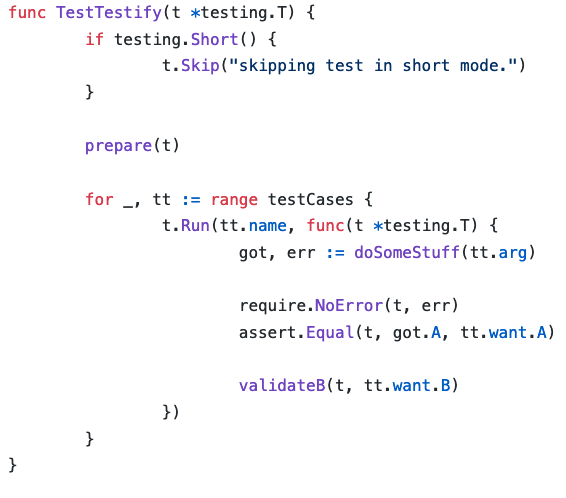 func TestTestify(t *testing.T) {
        if testing.Short() {
                t.Skip("skipping test in short mode.")
        }

        prepare(t)

        for _, tt := range testCases {
                t.Run(tt.name, func(t *testing.T) {
                        got, err := doSomeStuff(tt.arg)

                        require.NoError(t, err)
                        assert.Equal(t, got.A, tt.want.A)

                        validateB(t, tt.want.B)
                })
        }
}